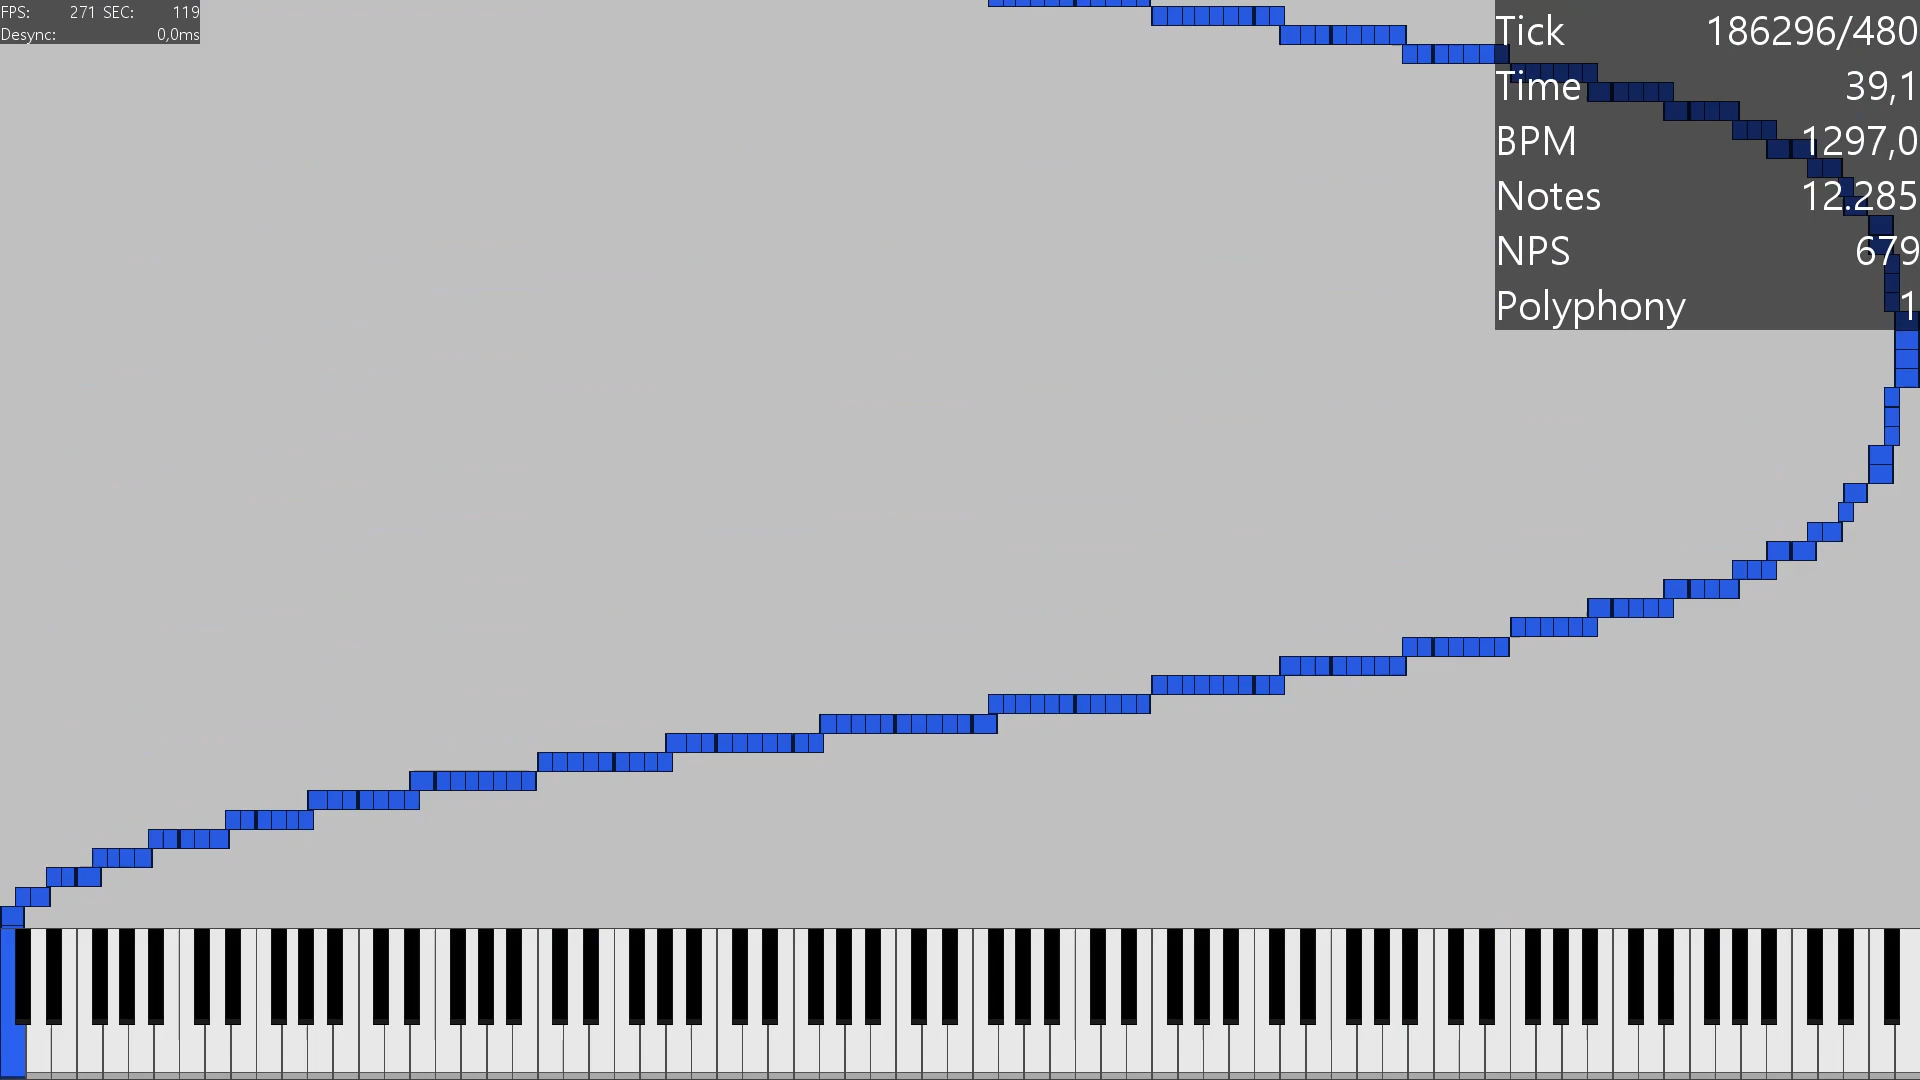 FPS: 271 SEC: 119
Desync: 0,0ms
Tick 186296/480
Time 39,1
BPM 1297,0
Notes 12.285
NPS 679
Polyphony 1